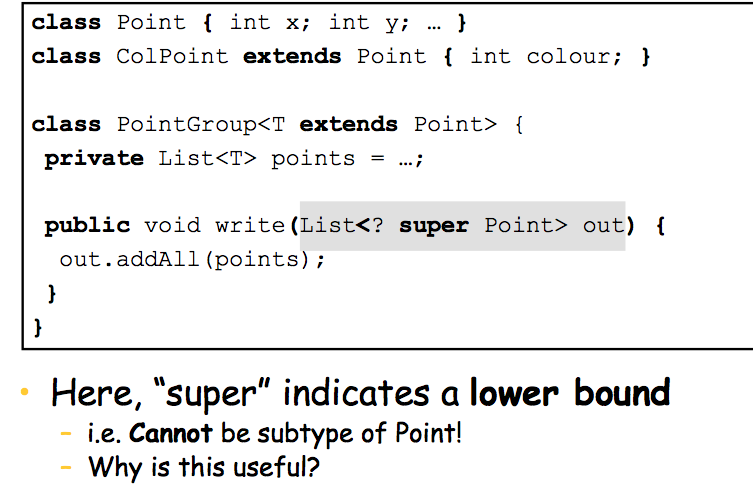 class Point { int x; int y; … }
class ColPoint extends Point { int colour; }
class PointGroup<T extends Point> {
private List<T> points = …;
public void write(List<? super Point> out) {
out.addAll(points);
}
}
• Here, “super” indicates a lower bound
– i.e. Cannot be subtype of Point!
– Why is this useful?